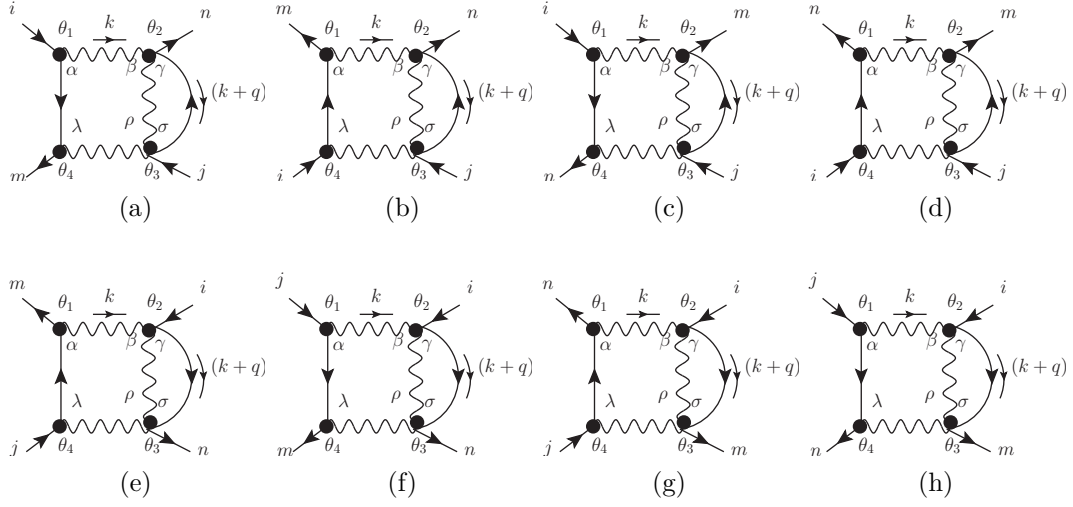 i θ₁ k θ₂ n m θ₁ k θ₂ n i θ₁ k θ₂ m n θ₁ k θ₂ m
α β γ (k+q) α β γ (k+q) α β γ (k+q) α β γ (k+q)
λ ρ σ λ ρ σ λ ρ σ λ ρ σ
m θ₄ θ₃ j i θ₄ θ₃ j n θ₄ θ₃ j i θ₄ θ₃ j
(a) (b) (c) (d)
m θ₁ k θ₂ i j θ₁ k θ₂ i n θ₁ k θ₂ i j θ₁ k θ₂ i
α β γ (k+q) α β γ (k+q) α β γ (k+q) α β γ (k+q)
λ ρ σ λ ρ σ λ ρ σ λ ρ σ
j θ₄ θ₃ n m θ₄ θ₃ n j θ₄ θ₃ m n θ₄ θ₃ m
(e) (f) (g) (h)